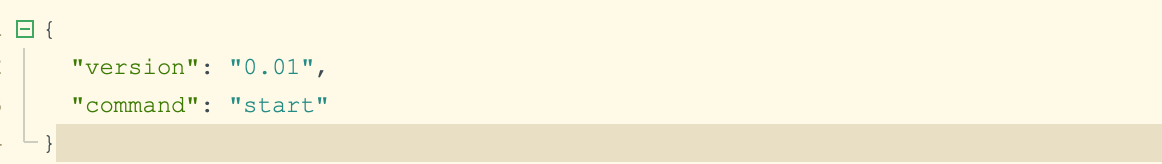 {
"version": "0.01",
"command": "start"
}